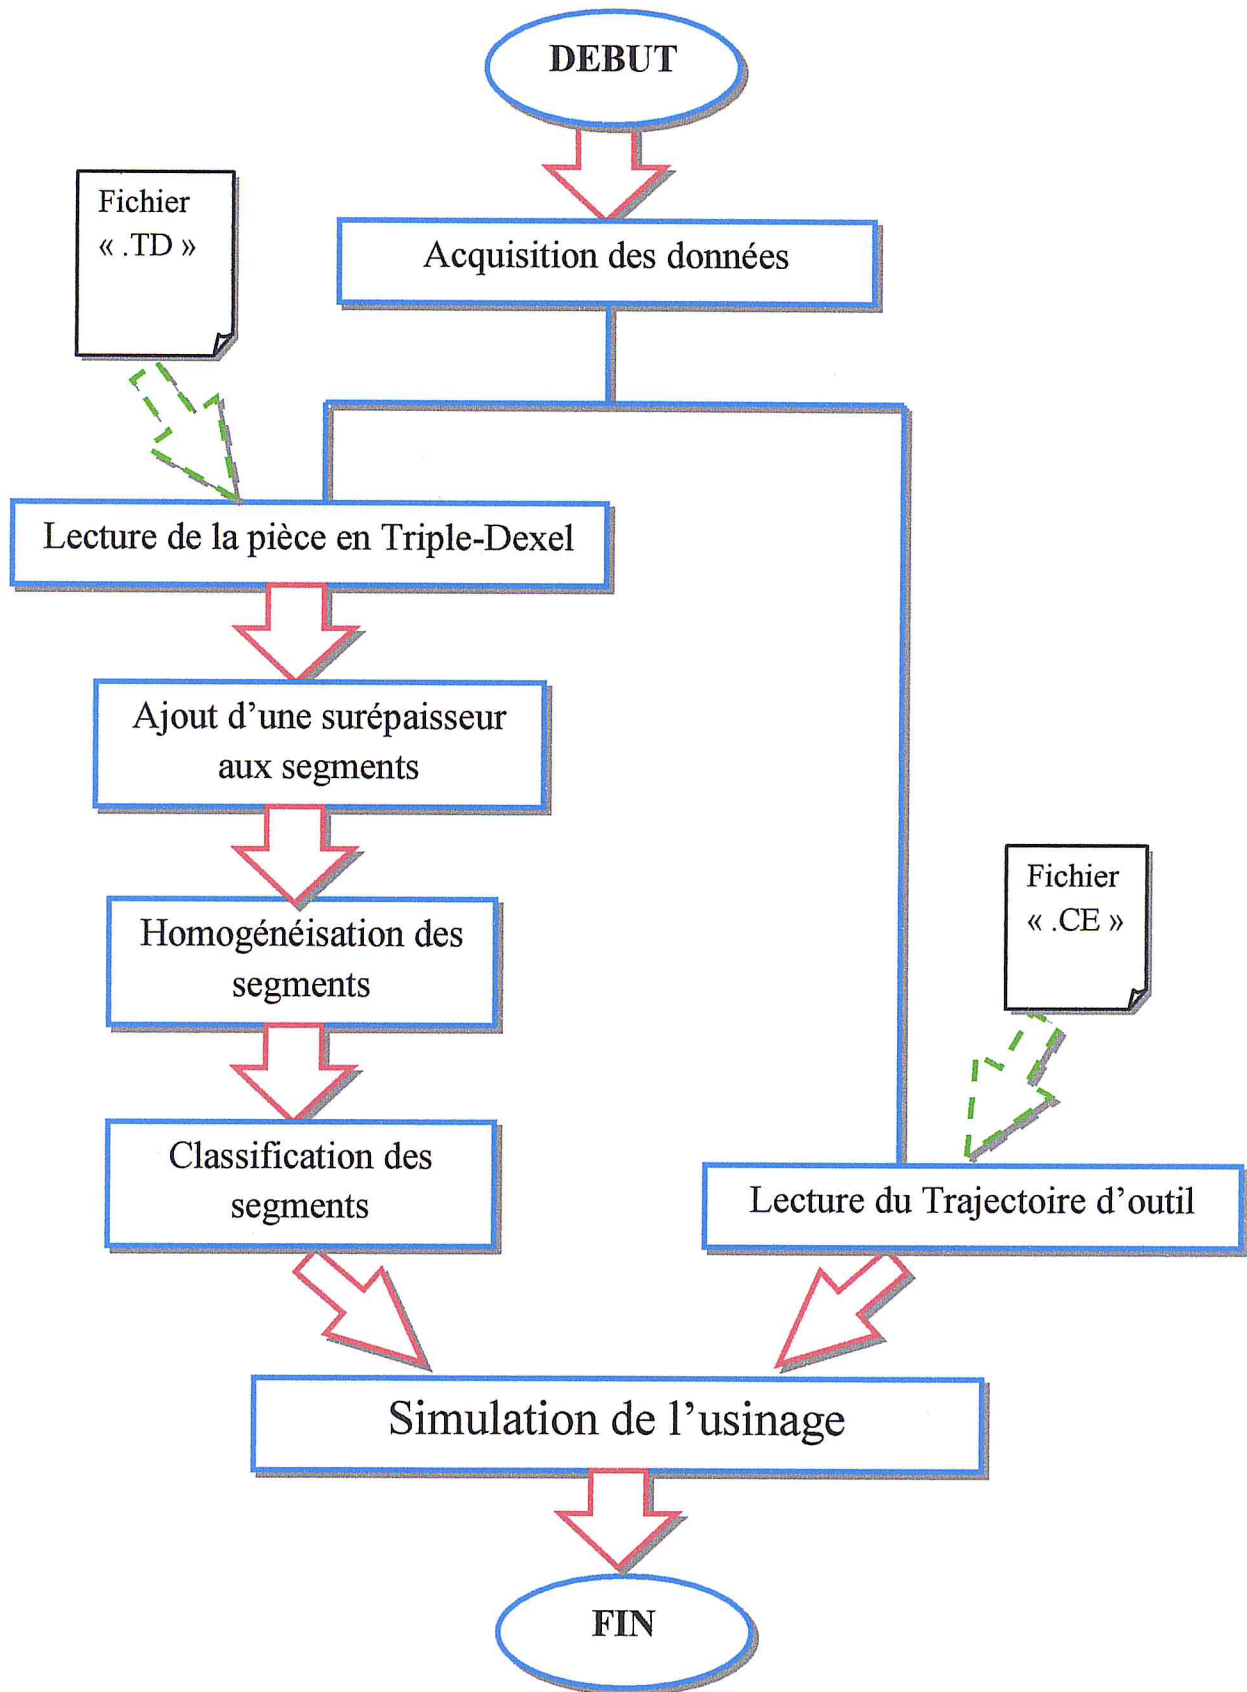 DEBUT
Fichier
« .TD »
Acquisition des données
Lecture de la pièce en Triple-Dexel
Ajout d’une surépaisseur
aux segments
Homogénéisation des
segments
Fichier
« .CE »
Classification des
segments
Lecture du Trajectoire d’outil
Simulation de l’usinage
FIN